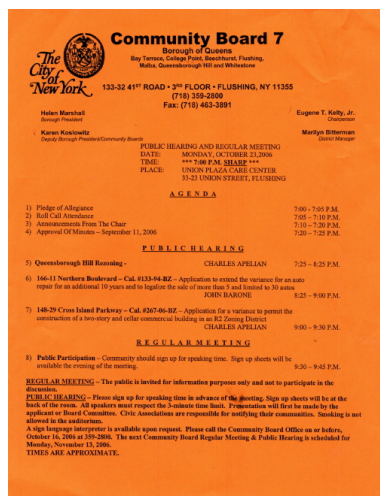 The
City
of
New York
Community Board 7
Borough of Queens
Bay Terrace, College Point, Beechhurst, Flushing,
Malba, Queensborough Hill and Whitestone
133-32 41ST ROAD • 3RD FLOOR • FLUSHING, NY 11355
(718) 359-2800
Fax: (718) 463-3891
Helen Marshall
Borough President
Eugene T. Kelty, Jr.
Chairperson
Karen Koslowitz
Deputy Borough President/Community Boards
Marilyn Bitterman
District Manager
PUBLIC HEARING AND REGULAR MEETING
DATE: MONDAY, OCTOBER 23,2006
TIME: *** 7:00 P.M. SHARP ***
PLACE: UNION PLAZA CARE CENTER
33-23 UNION STREET, FLUSHING
A G E N D A
1) Pledge of Allegiance 7:00 - 7:05 P.M.
2) Roll Call Attendance 7:05 – 7:10 P.M.
3) Announcements From The Chair 7:10 – 7:20 P.M.
4) Approval Of Minutes – September 11, 2006 7:20 – 7:25 P.M.
P U B L I C H E A R I N G
5) Queensborough Hill Rezoning - CHARLES APELIAN 7:25 – 8:25 P.M.
6) 166-11 Northern Boulevard – Cal. #133-94-BZ – Application to extend the variance for an auto
repair for an additional 10 years and to legalize the sale of more than 5 and limited to 30 autos
JOHN BARONE 8:25 – 9:00 P.M.
7) 148-29 Cross Island Parkway – Cal. #267-06-BZ – Application for a variance to permit the
construction of a two-story and cellar commercial building in an R2 Zoning District
CHARLES APELIAN 9:00 – 9:30 P.M.
R E G U L A R M E E T I N G
8) Public Participation – Community should sign up for speaking time. Sign up sheets will be
available the evening of the meeting. 9:30 – 9:45 P.M.
REGULAR MEETING – The public is invited for information purposes only and not to participate in the
discussion.
PUBLIC HEARING – Please sign up for speaking time in advance of the meeting. Sign up sheets will be at the
back of the room. All speakers must respect the 3-minute time limit. Presentation will first be made by the
applicant or Board Committee. Civic Associations are responsible for notifying their communities. Smoking is not
allowed in the auditorium.
A sign language interpreter is available upon request. Please call the Community Board Office on or before,
October 16, 2006 at 359-2800. The next Community Board Regular Meeting & Public Hearing is scheduled for
Monday, November 13, 2006.
TIMES ARE APPROXIMATE.